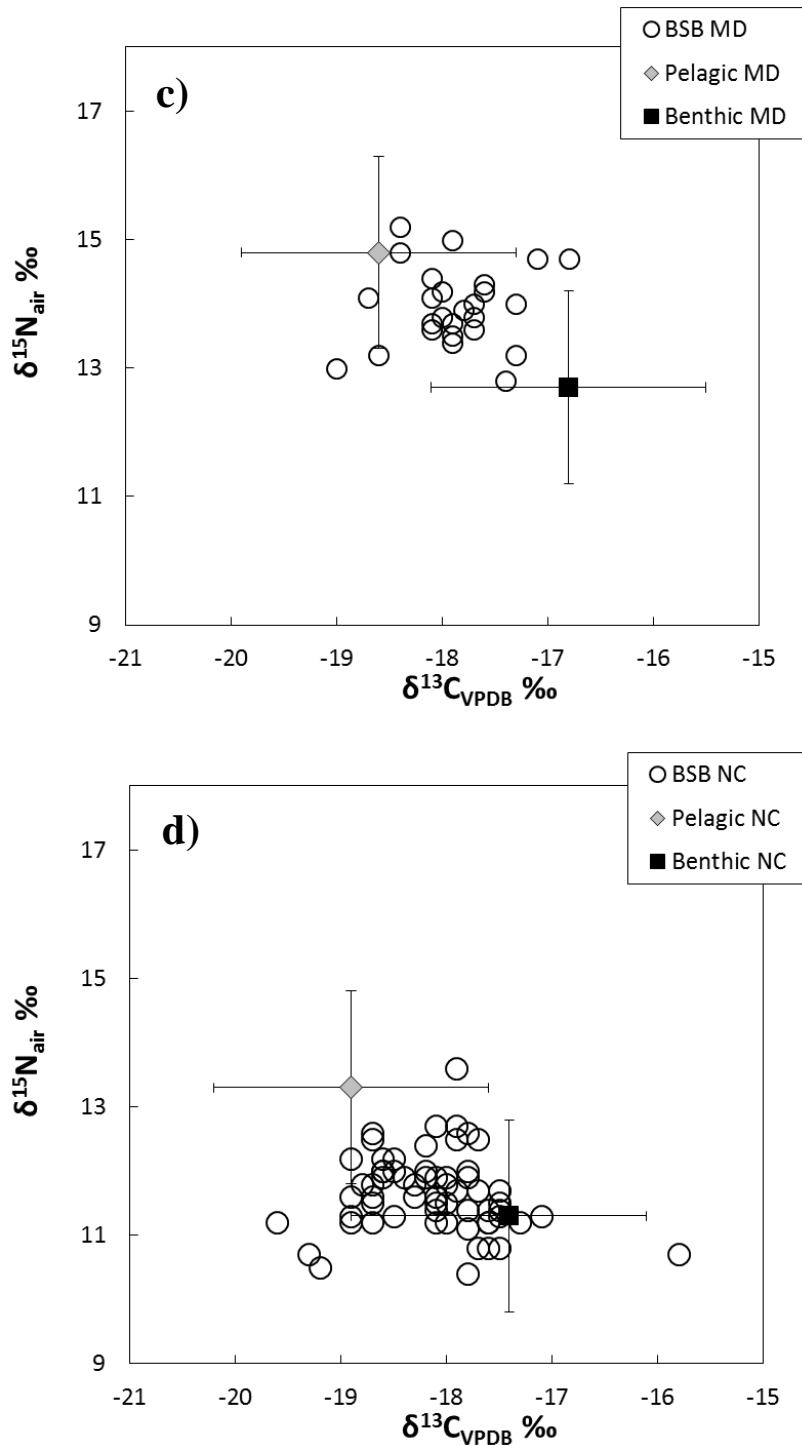 BSB MD
Pelagic MD
Benthic MD
c)
17
15
13
11
9
δ15Nair ‰
-21 -20 -19 -18 -17 -16 -15
δ13CVPDB ‰
BSB NC
Pelagic NC
Benthic NC
d)
17
15
13
11
9
δ15Nair ‰
-21 -20 -19 -18 -17 -16 -15
δ13CVPDB ‰